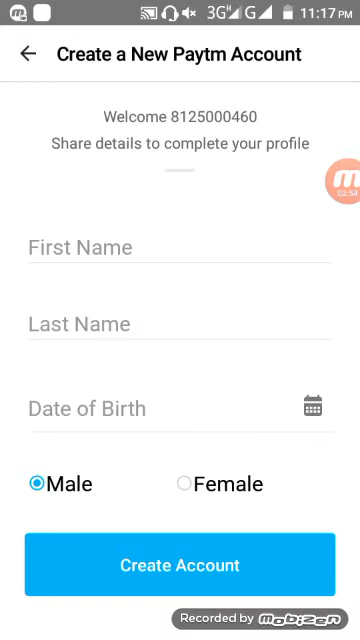 3G H G 11:17 PM
Create a New Paytm Account
Welcome 8125000460
Share details to complete your profile
02:54
First Name
Last Name
Date of Birth
Male Female
Create Account
Recorded by mobizen